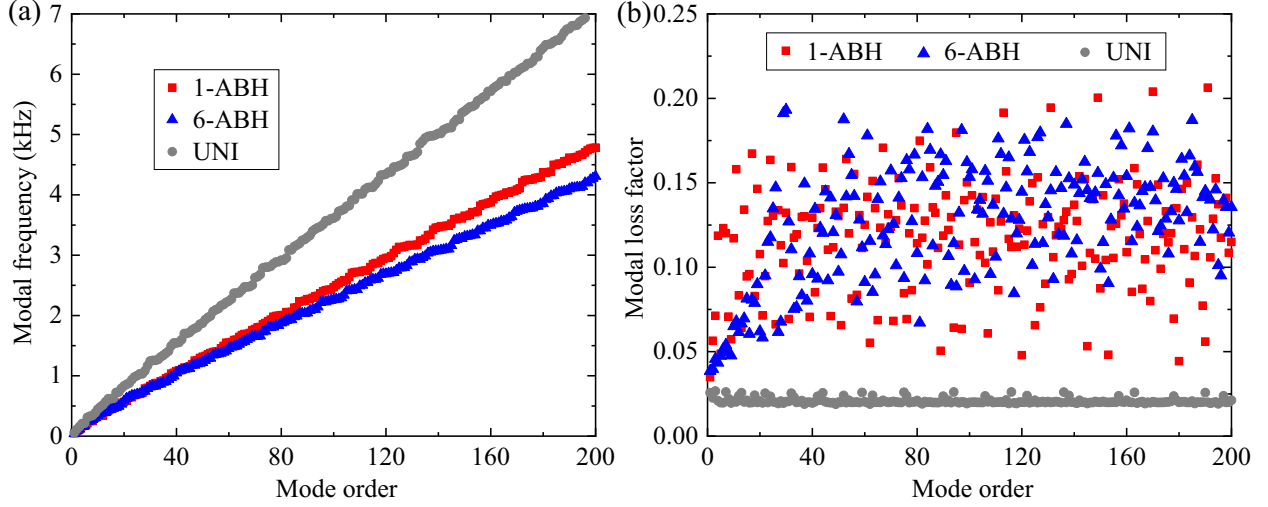 (a)
Modal frequency (kHz)
7
6
5
4
3
2
1
0
1-ABH
6-ABH
UNI
0 40 80 120 160 200
Mode order
(b)
Modal loss factor
0.25
0.20
0.15
0.10
0.05
0.00
1-ABH 6-ABH UNI
0 40 80 120 160 200
Mode order